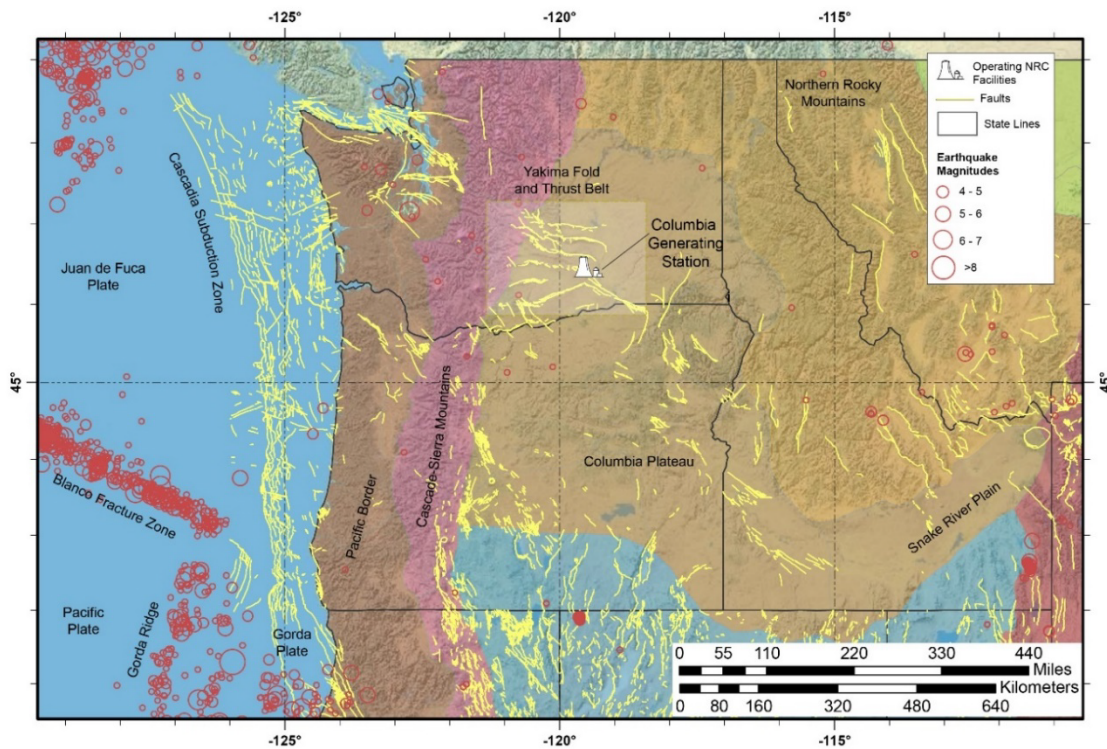 -125°
-120°
-115°
Operating NRC
Facilities
Faults
State Lines
Earthquake
Magnitudes
4 - 5
5 - 6
6 - 7
>8
Northern Rocky
Mountains
Yakima Fold
and Thrust Belt
Columbia
Generating
Station
Cascadia Subduction Zone
Juan de Fuca
Plate
45°
45°
Cascade-Sierra Mountains
Columbia Plateau
Blanco Fracture Zone
Pacific Border
Snake River Plain
Pacific
Plate
Gorda Ridge
Gorda
Plate
0 55 110 220 330 440
Miles
Kilometers
0 80 160 320 480 640
-125°
-120°
-115°